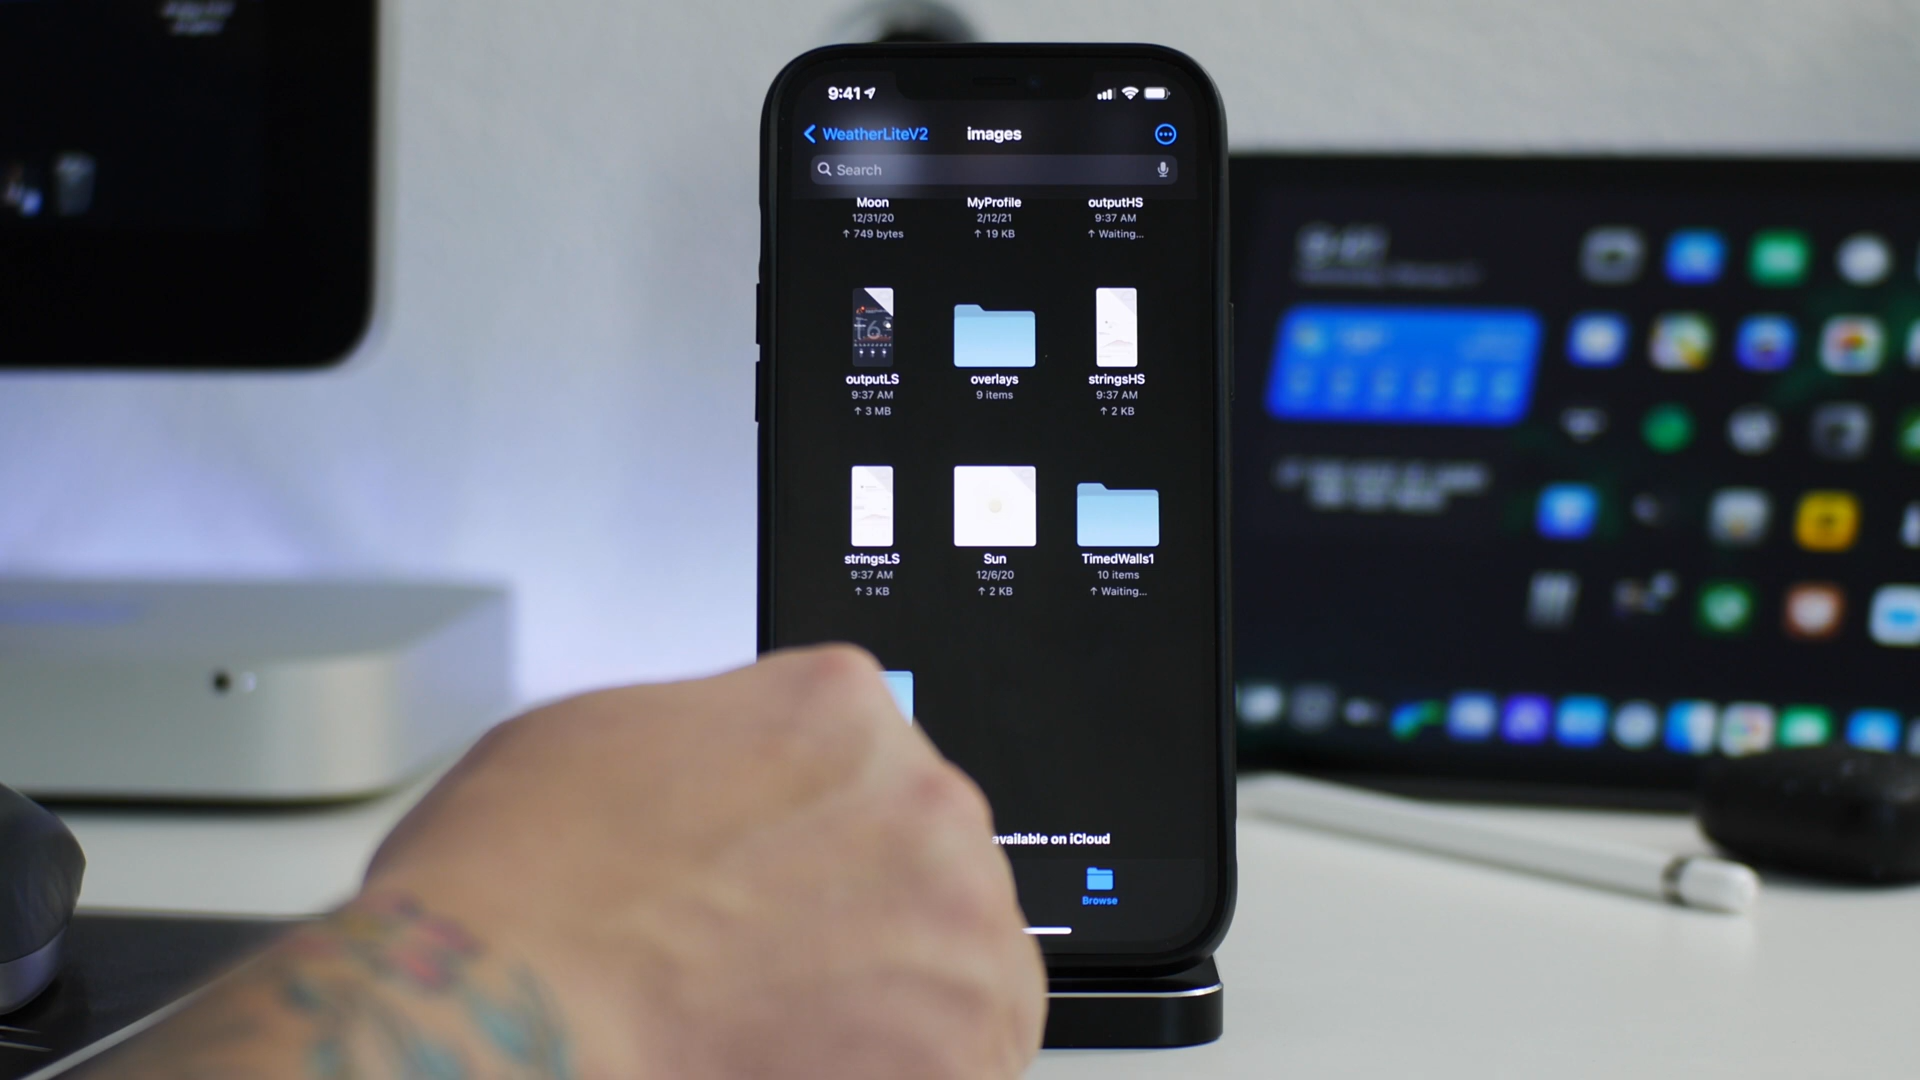 9:41
WeatherLiteV2 images
Search
Moon MyProfile outputHS
12/31/20 2/12/21 9:37 AM
↑ 749 bytes ↑ 19 KB ↑ Waiting...
outputLS overlays stringsHS
9:37 AM 9 items 9:37 AM
↑ 3 MB ↑ 2 KB
stringsLS Sun TimedWalls1
9:37 AM 12/6/20 10 items
↑ 3 KB ↑ 2 KB ↑ Waiting...
available on iCloud
Browse